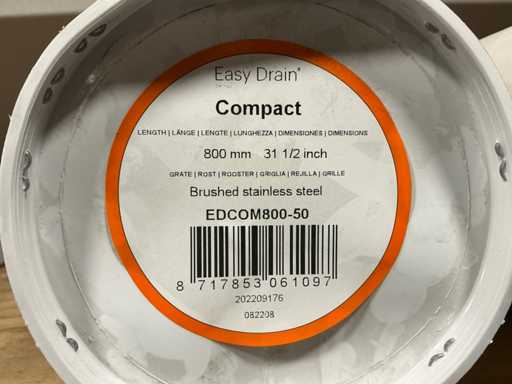 Easy Drain®
Compact
LENGTH | LÄNGE | LENGTE | LUNGHEZZA | DIMENSIONES | DIMENSIONS
800 mm 31 1/2 inch
GRATE | ROST | ROOSTER | GRIGLIA | REJILLA | GRILLE
Brushed stainless steel
EDCOM800-50
8 717853 061097
202209176
082208